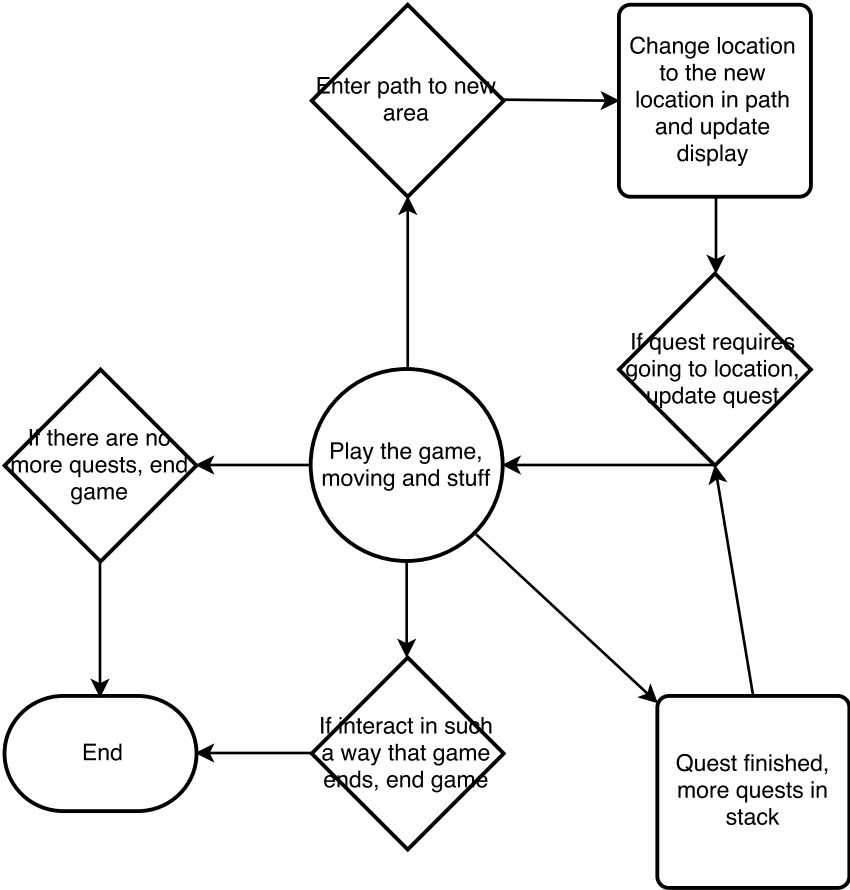 Enter path to new
area
Change location
to the new
location in path
and update
display
If quest requires
going to location,
update quest
If there are no
more quests, end
game
Play the game,
moving and stuff
End
If interact in such
a way that game
ends, end game
Quest finished,
more quests in
stack